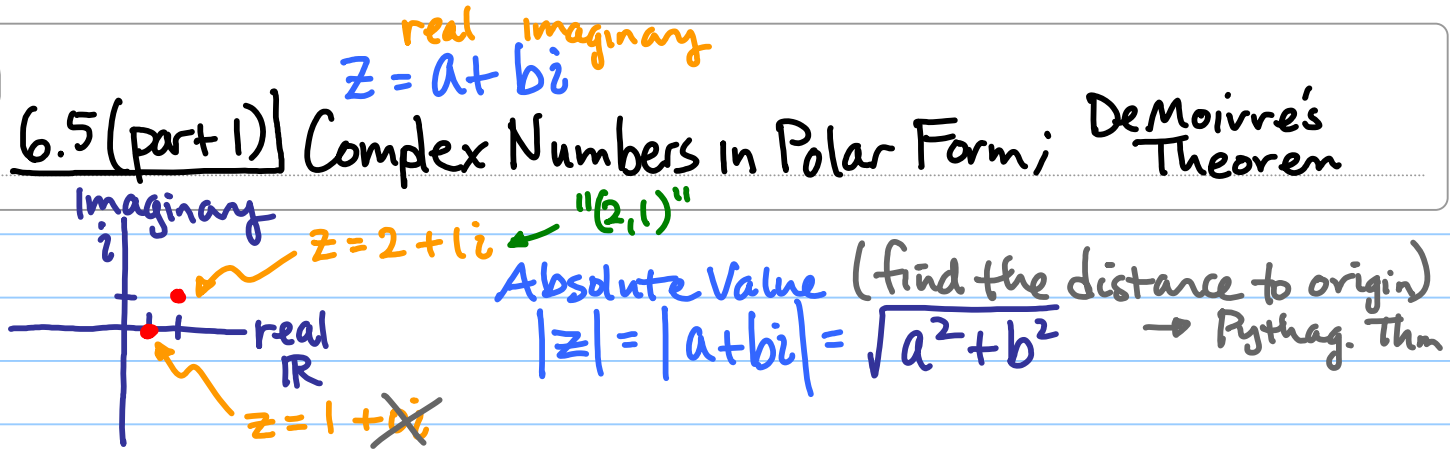 real imaginary
z = a + bi
6.5 (part 1)] Complex Numbers in Polar Form; DeMoivre's Theorem
Imaginary
i
z = 2 + 1i
"(2,1)"
Absolute Value (find the distance to origin)
|z| = |a+bi| = √(a²+b²)
→ Pythag. Thm
real
ℝ
z = 1 + 0i